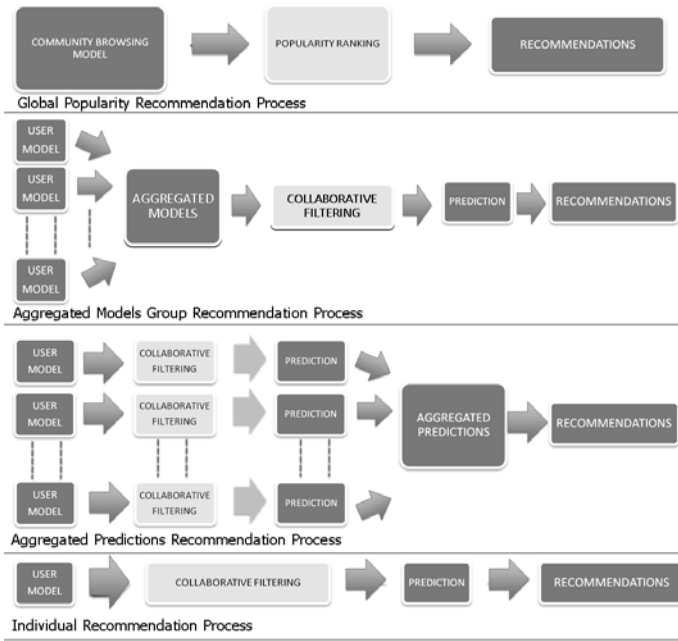 COMMUNITY BROWSING
MODEL
POPULARITY RANKING
RECOMMENDATIONS
Global Popularity Recommendation Process
USER
MODEL
USER
MODEL
USER
MODEL
AGGREGATED
MODELS
COLLABORATIVE
FILTERING
PREDICTION
RECOMMENDATIONS
Aggregated Models Group Recommendation Process
USER
MODEL
COLLABORATIVE
FILTERING
PREDICTION
USER
MODEL
COLLABORATIVE
FILTERING
PREDICTION
USER
MODEL
COLLABORATIVE
FILTERING
PREDICTION
AGGREGATED
PREDICTIONS
RECOMMENDATIONS
Aggregated Predictions Recommendation Process
USER
MODEL
COLLABORATIVE FILTERING
PREDICTION
RECOMMENDATIONS
Individual Recommendation Process